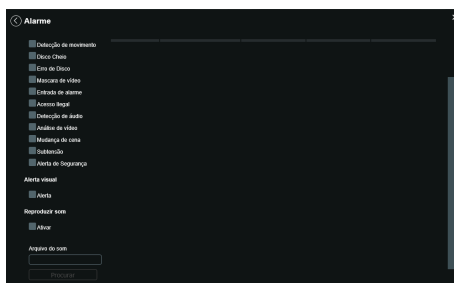 Alarme
Detecção de movimento
Disco Cheio
Erro de Disco
Mascara de vídeo
Entrada de alarme
Acesso Ilegal
Detecção de áudio
Análise de vídeo
Mudança de cena
Subtensão
Alerta de Segurança
Alerta visual
Alerta
Reproduzir som
Ativar
Arquivo do som
Procurar